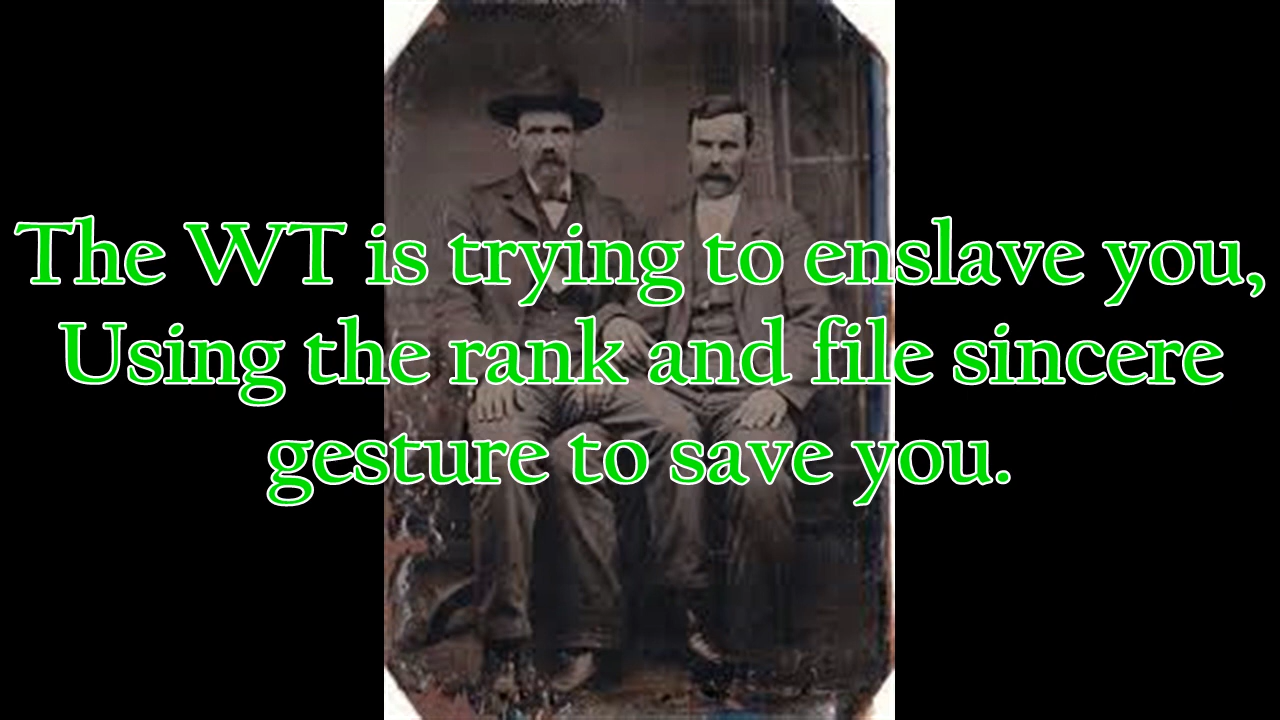 The WT is trying to enslave you,
Using the rank and file sincere
gesture to save you.